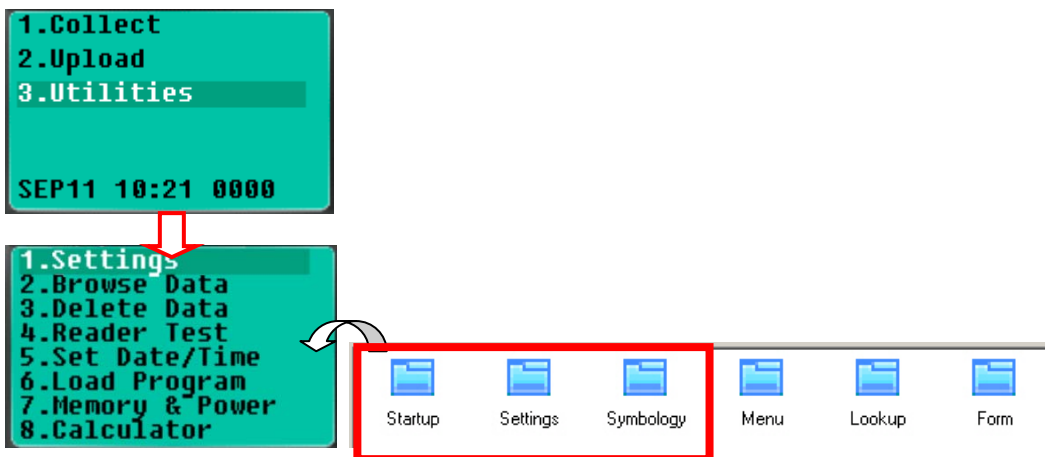 1.Collect
2.Upload
3.Utilities
SEP11 10:21 0000
1.Settings
2.Browse Data
3.Delete Data
4.Reader Test
5.Set Date/Time
6.Load Program
7.Memory & Power
8.Calculator
Startup Settings Symbology Menu Lookup Form